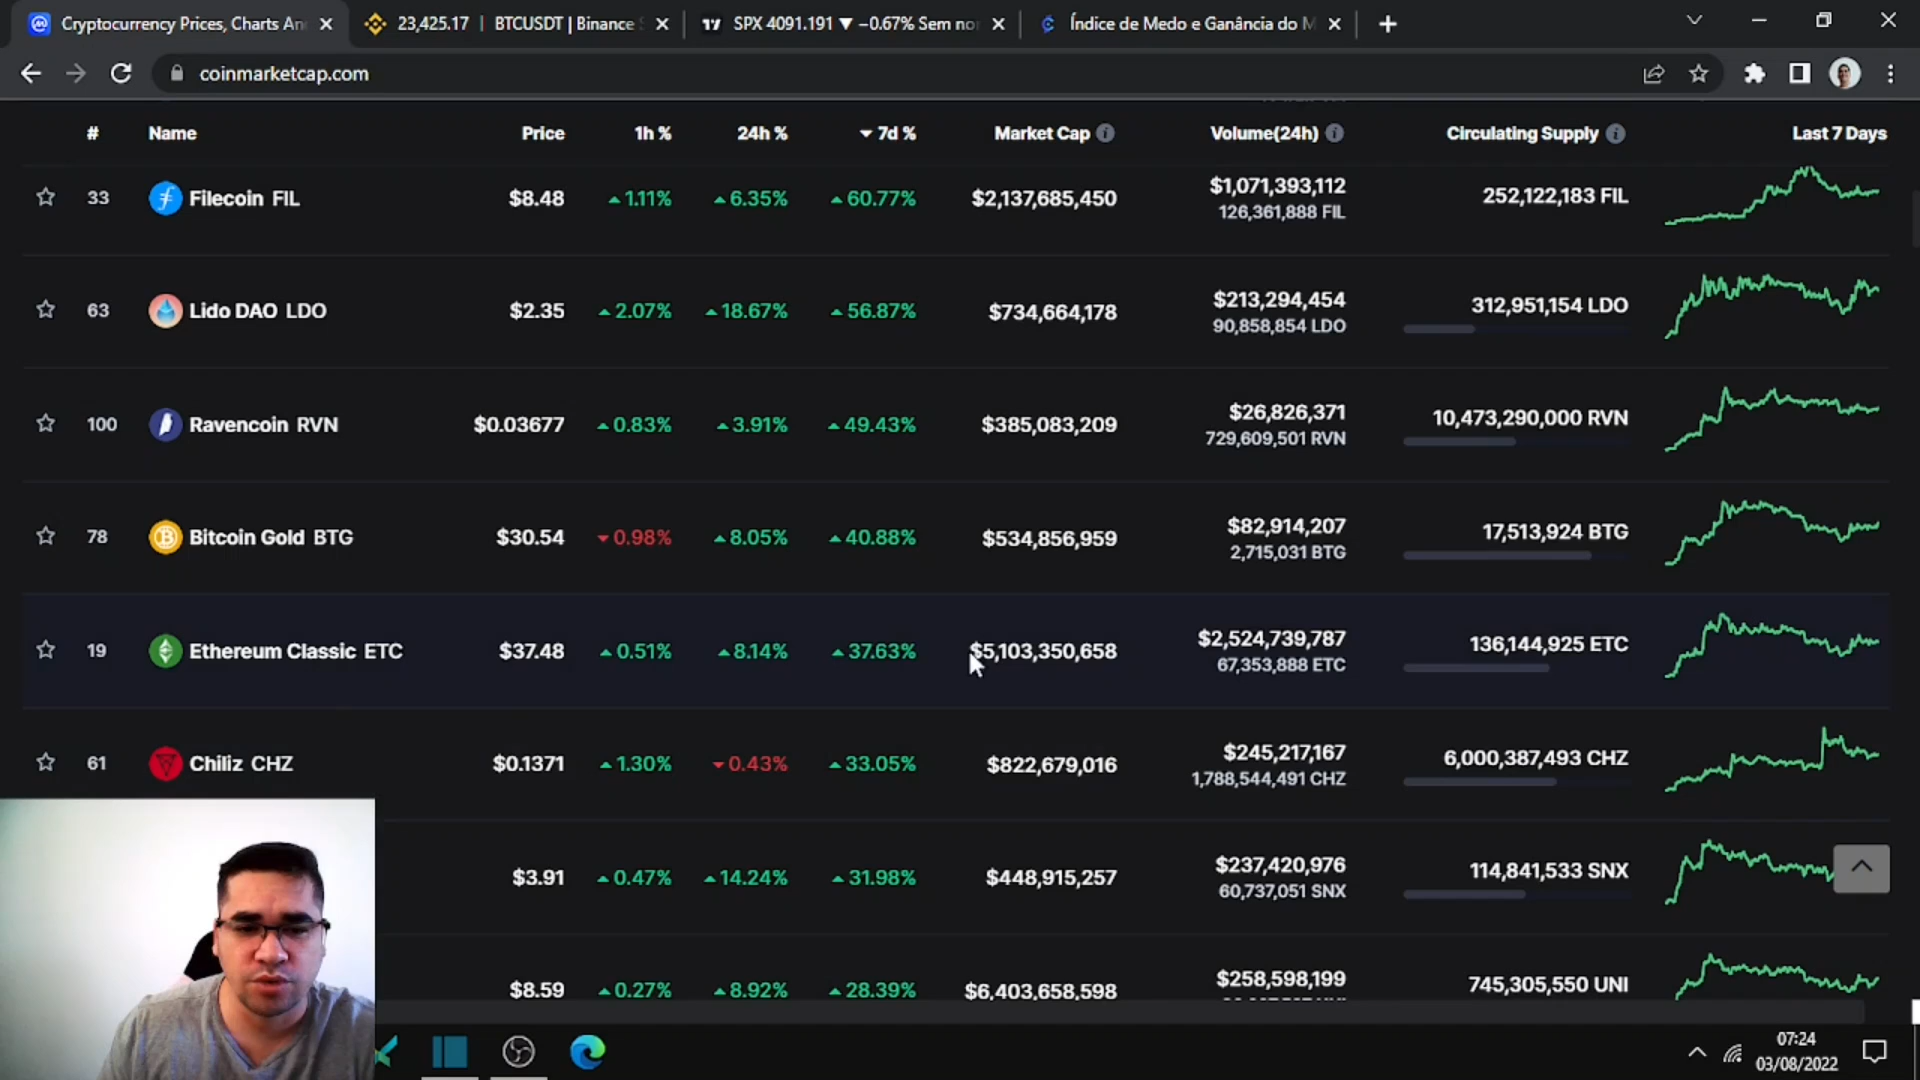 Cryptocurrency Prices, Charts An
23,425.17 | BTCUSDT | Binance S
SPX 4091.191 ▼ −0.67% Sem no
Índice de Medo e Ganância do M
coinmarketcap.com
# Name Price 1h % 24h % 7d % Market Cap Volume(24h) Circulating Supply Last 7 Days
33 Filecoin FIL $8.48 1.11% 6.35% 60.77% $2,137,685,450 $1,071,393,112 252,122,183 FIL
126,361,888 FIL
63 Lido DAO LDO $2.35 2.07% 18.67% 56.87% $734,664,178 $213,294,454 312,951,154 LDO
90,858,854 LDO
100 Ravencoin RVN $0.03677 0.83% 3.91% 49.43% $385,083,209 $26,826,371 10,473,290,000 RVN
729,609,501 RVN
78 Bitcoin Gold BTG $30.54 0.98% 8.05% 40.88% $534,856,959 $82,914,207 17,513,924 BTG
2,715,031 BTG
19 Ethereum Classic ETC $37.48 0.51% 8.14% 37.63% $5,103,350,658 $2,524,739,787 136,144,925 ETC
67,353,888 ETC
61 Chiliz CHZ $0.1371 1.30% 0.43% 33.05% $822,679,016 $245,217,167 6,000,387,493 CHZ
1,788,544,491 CHZ
$3.91 0.47% 14.24% 31.98% $448,915,257 $237,420,976 114,841,533 SNX
60,737,051 SNX
$8.59 0.27% 8.92% 28.39% $6,403,658,598 $258,598,199 745,305,550 UNI
07:24
03/08/2022